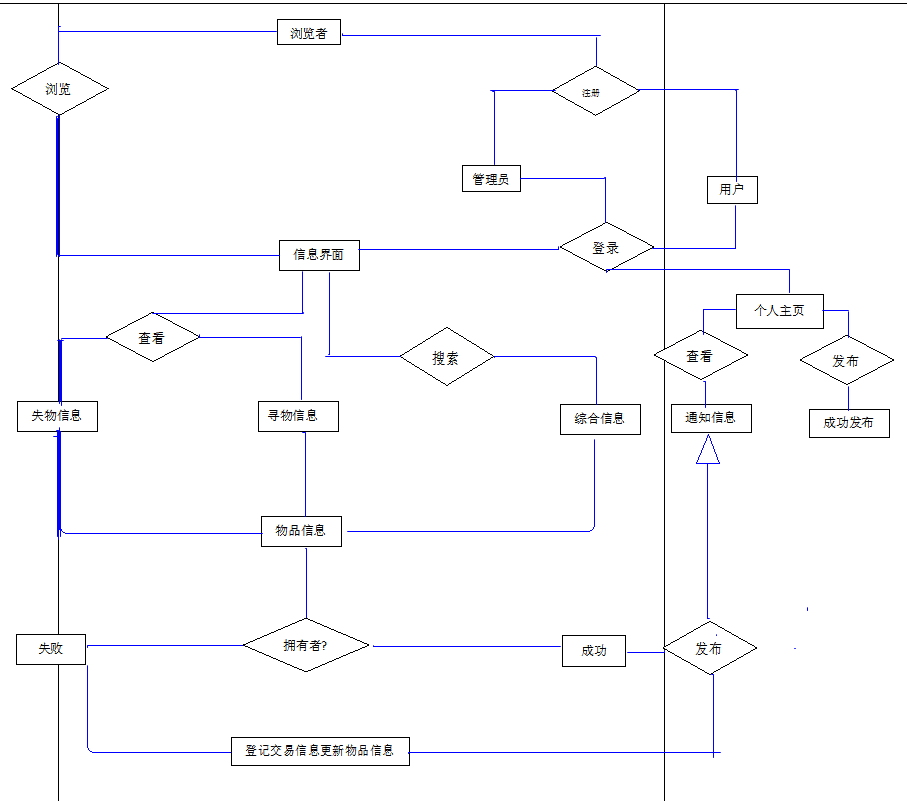 浏览者
浏览
注册
管理员
用户
信息界面
登录
个人主页
查看
搜索
查看
发布
失物信息
寻物信息
综合信息
通知信息
成功发布
物品信息
失败
拥有者?
成功
发布
登记交易信息更新物品信息